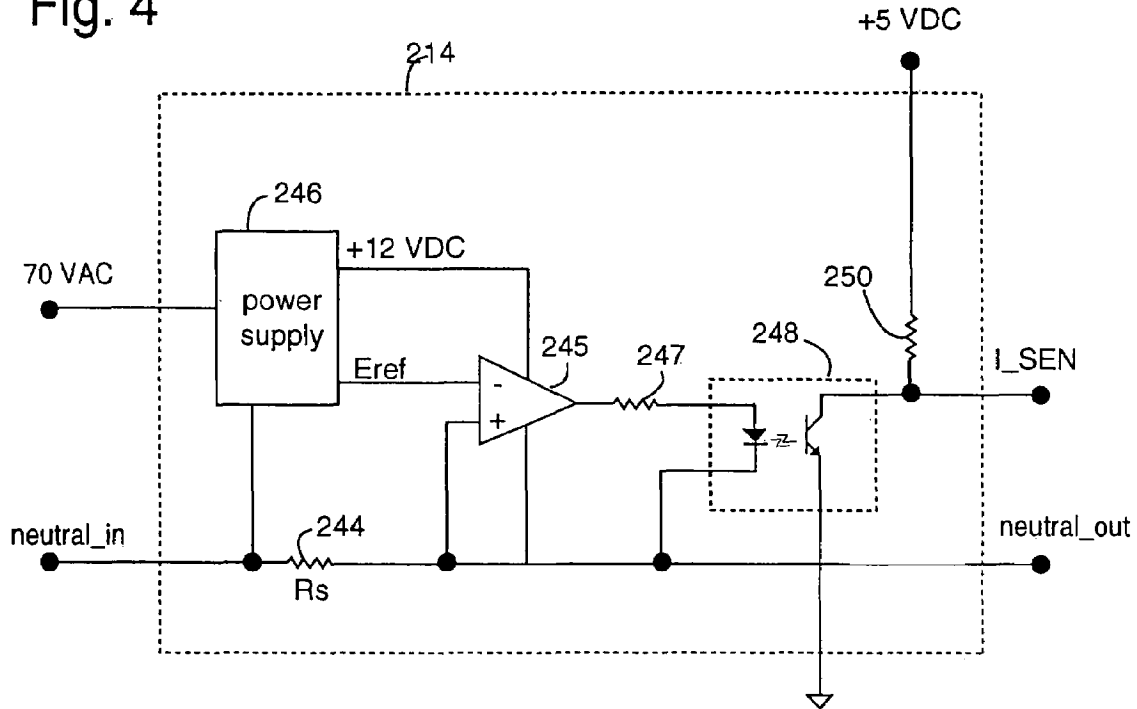 Fig. 4
+5 VDC
214
246
+12 VDC
70 VAC
power
supply
250
248
I_SEN
Eref
245
247
-
+
neutral_in
244
neutral_out
Rs